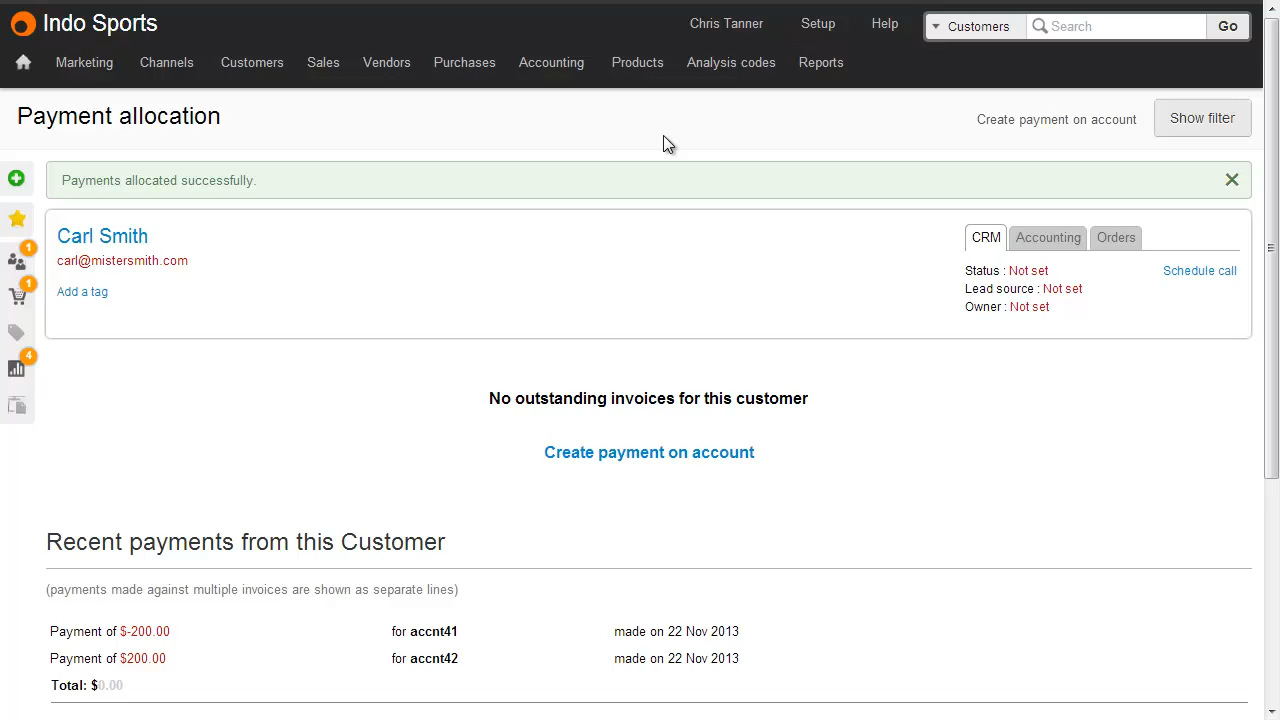 Indo Sports
Chris Tanner Setup Help Customers Search Go
Marketing Channels Customers Sales Vendors Purchases Accounting Products Analysis codes Reports
Payment allocation
Create payment on account Show filter
Payments allocated successfully.
Carl Smith
carl@mistersmith.com
Add a tag
CRM Accounting Orders
Status : Not set Schedule call
Lead source : Not set
Owner : Not set
1
1
4
No outstanding invoices for this customer
Create payment on account
Recent payments from this Customer
(payments made against multiple invoices are shown as separate lines)
Payment of $-200.00 for accnt41 made on 22 Nov 2013
Payment of $200.00 for accnt42 made on 22 Nov 2013
Total: $0.00